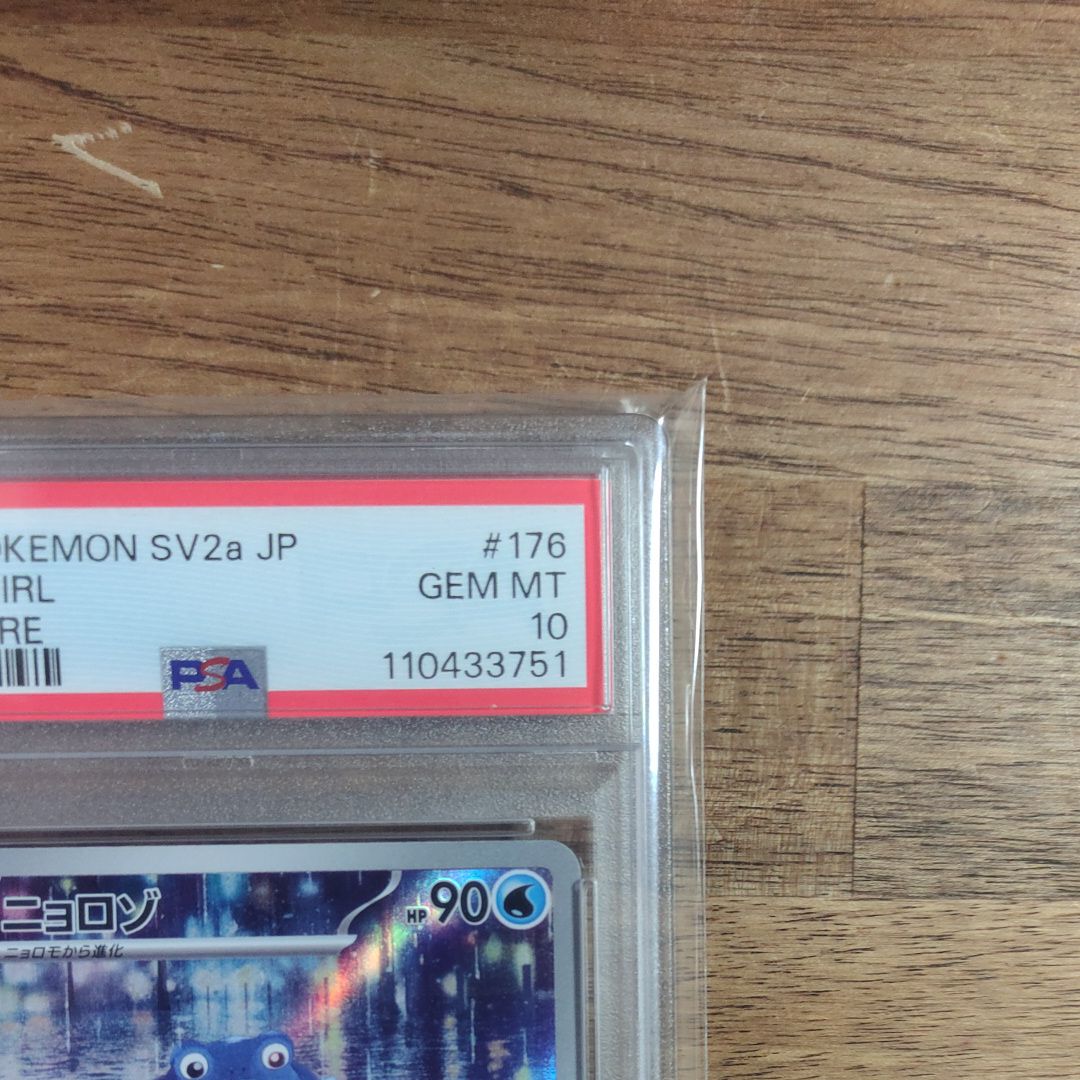 OKEMON SV2a JP #176
IRL GEM MT
RE 10
PSA 110433751
ニョロゾ HP 90
ニョロモから進化